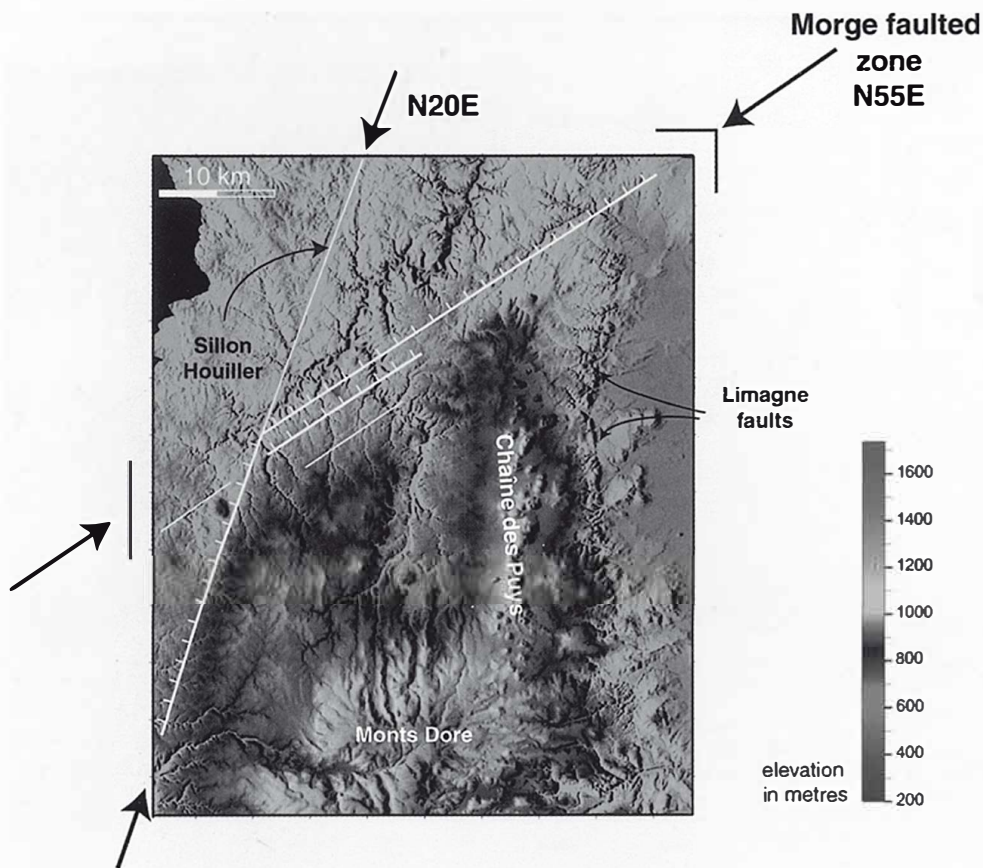 Morge faulted
zone
N55E
N20E
10 km
Sillon
Houiller
Limagne
faults
Chaîne des Puys
Monts Dore
1600
1400
1200
1000
800
600
400
200
elevation
in metres